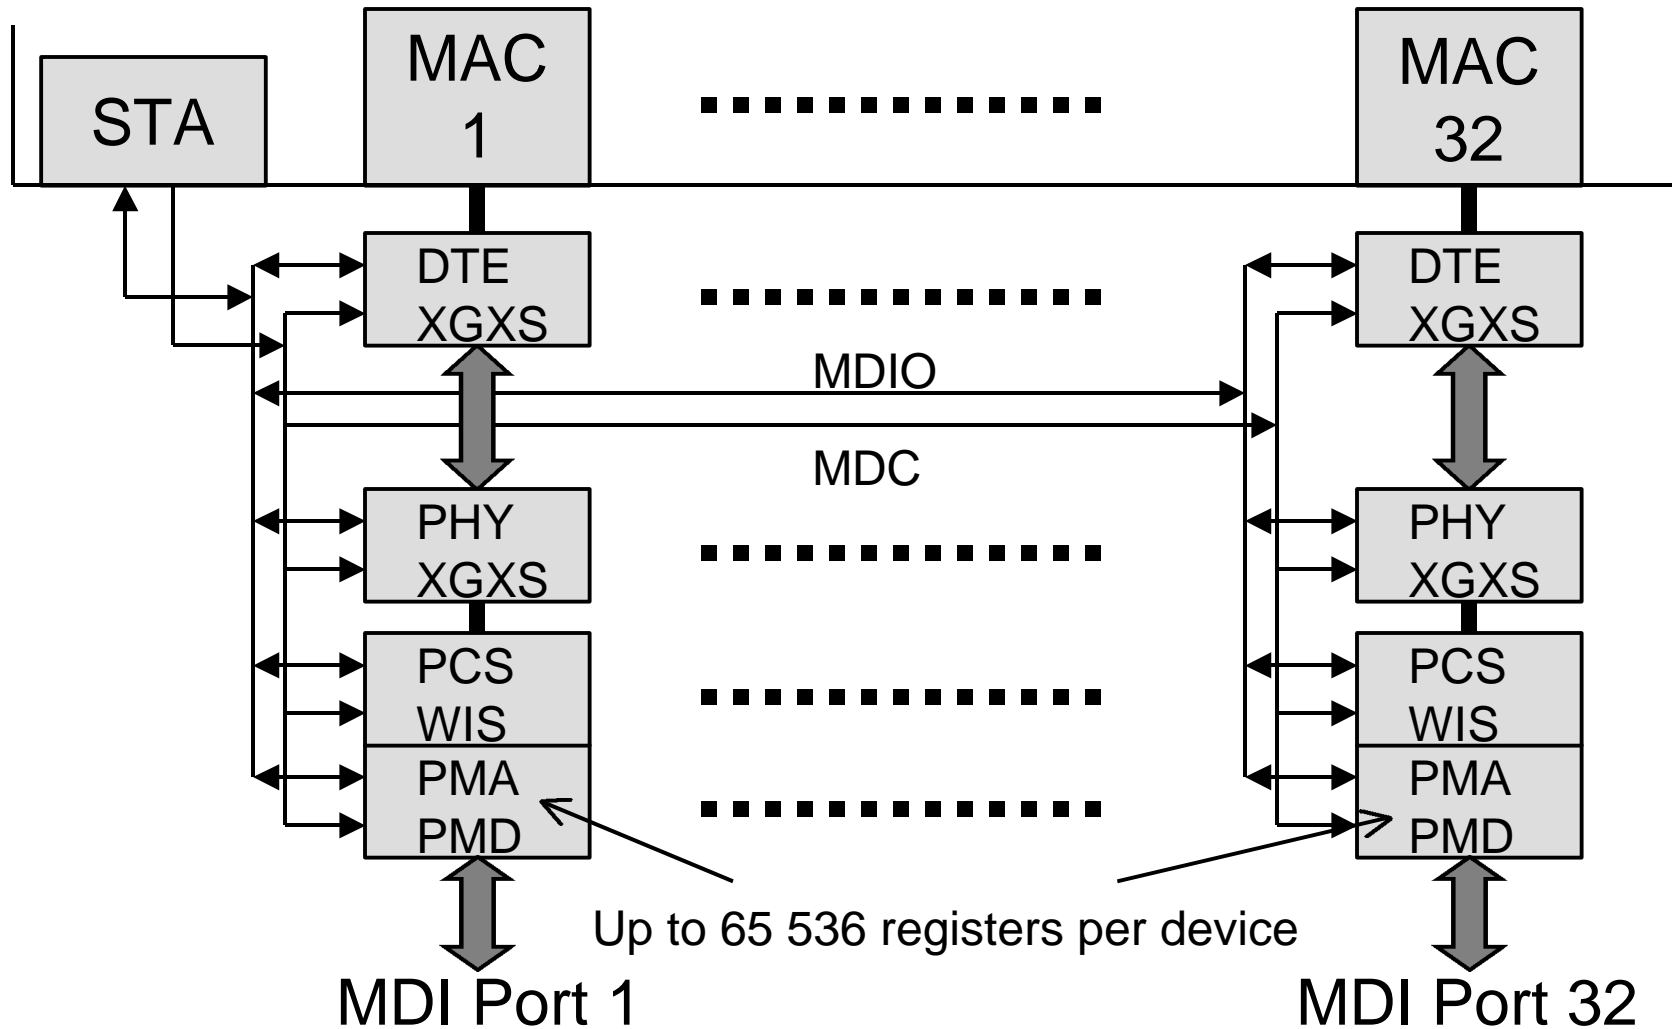 STA
MAC
1
MAC
32
DTE
XGXS
DTE
XGXS
MDIO
MDC
PHY
XGXS
PHY
XGXS
PCS
WIS
PCS
WIS
PMA
PMD
PMA
PMD
Up to 65 536 registers per device
MDI Port 1
MDI Port 32